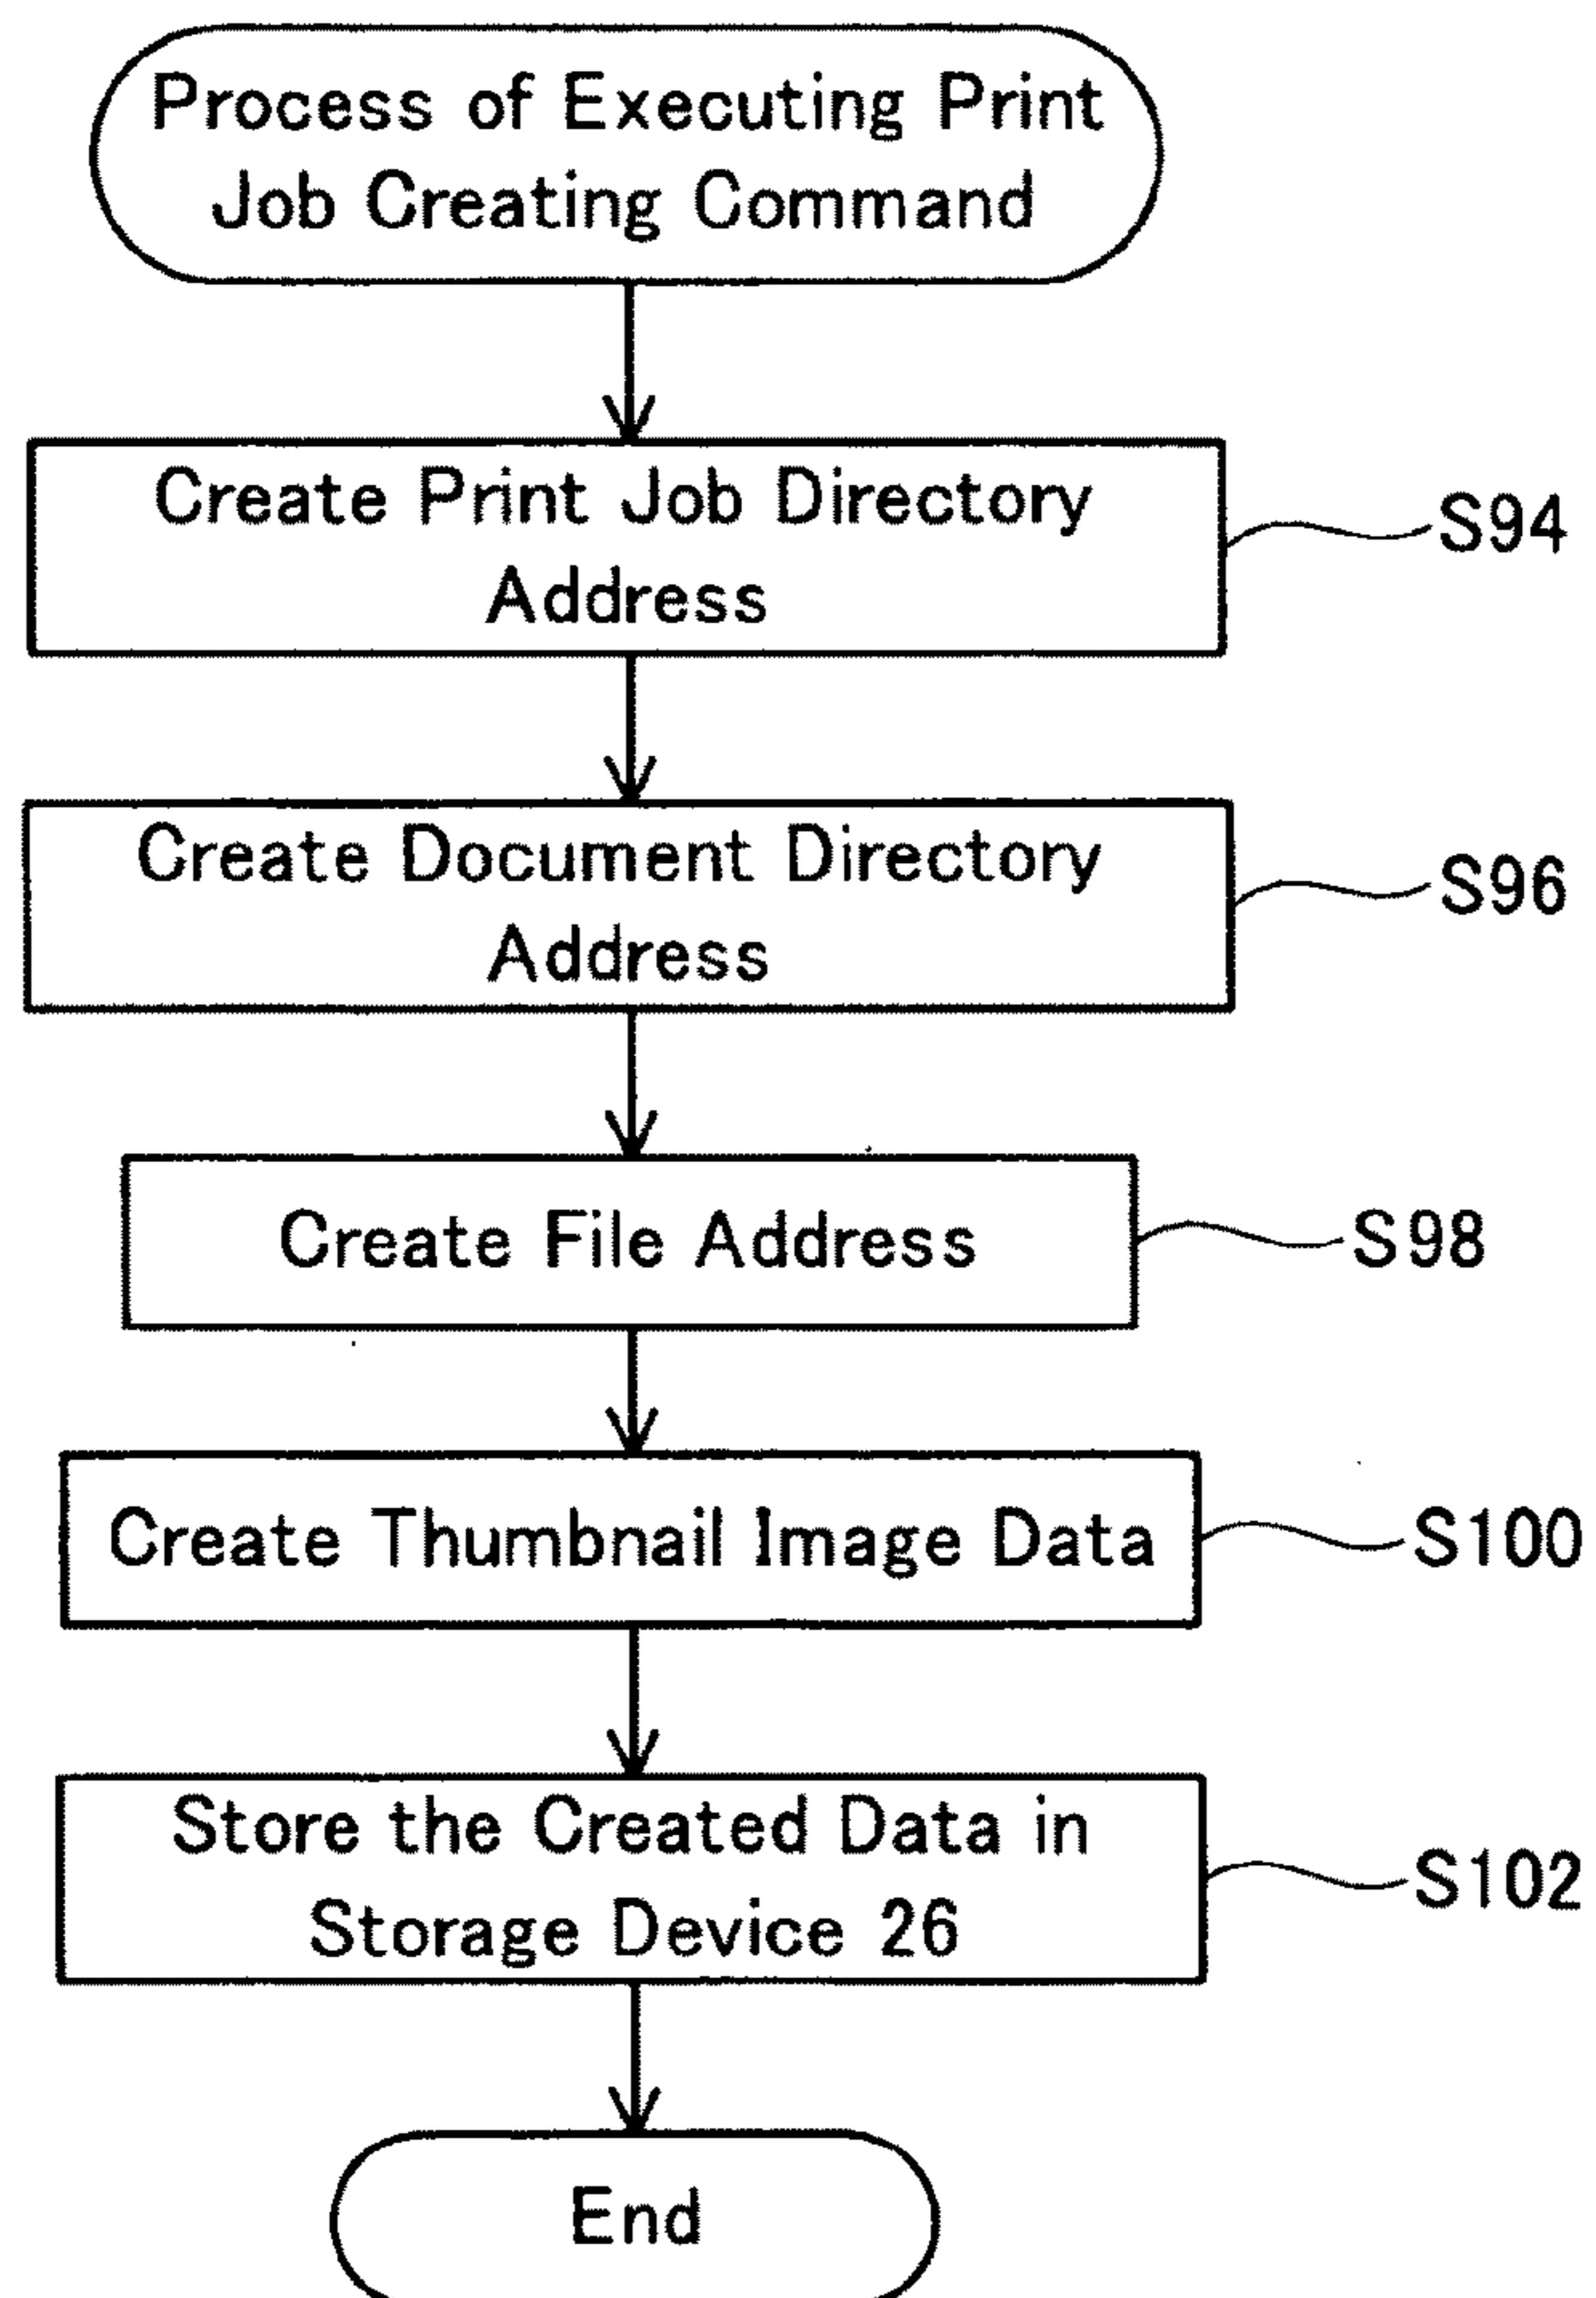 Process of Executing Print
Job Creating Command
Create Print Job Directory
Address
S94
Create Document Directory
Address
S96
Create File Address
S98
Create Thumbnail Image Data
S100
Store the Created Data in
Storage Device 26
S102
End